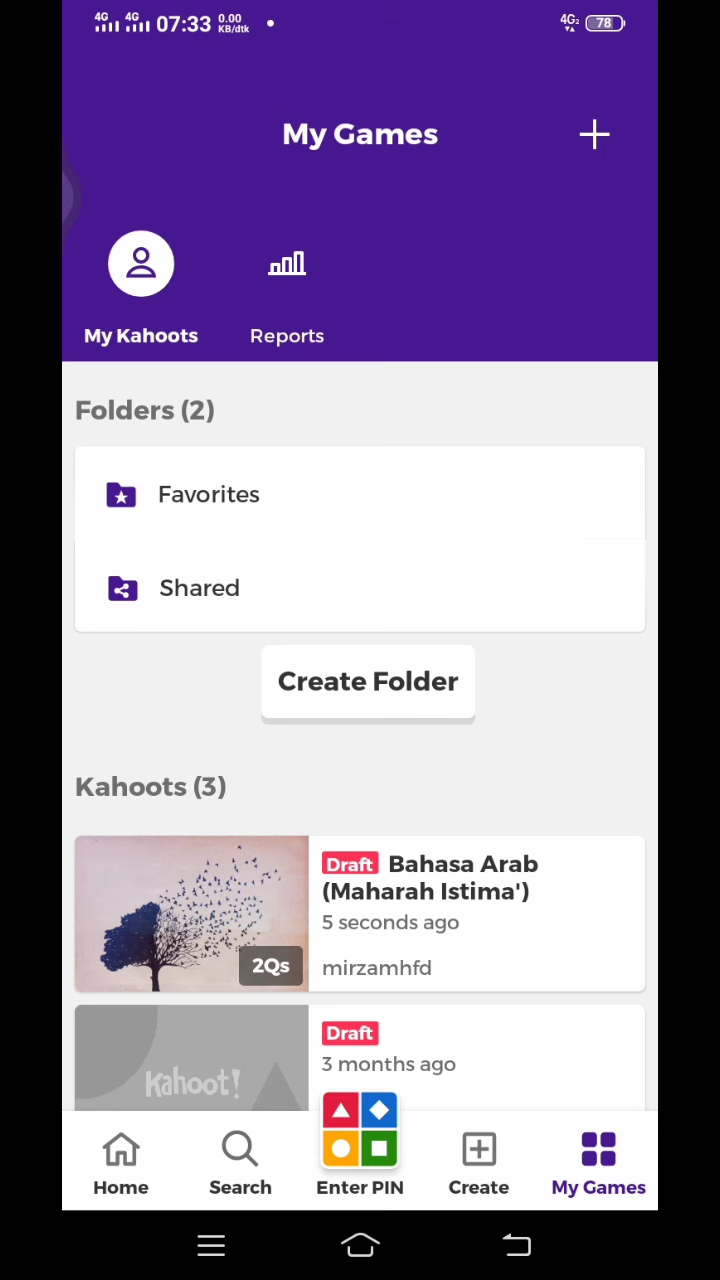 4G 4G 07:33 0.00 KB/dtk 4G2 78
My Games
My Kahoots Reports
Folders (2)
Favorites
Shared
Create Folder
Kahoots (3)
Draft Bahasa Arab
(Maharah Istima')
5 seconds ago
2Qs
mirzamhfd
Draft
3 months ago
Kahoot!
Home Search Enter PIN Create My Games